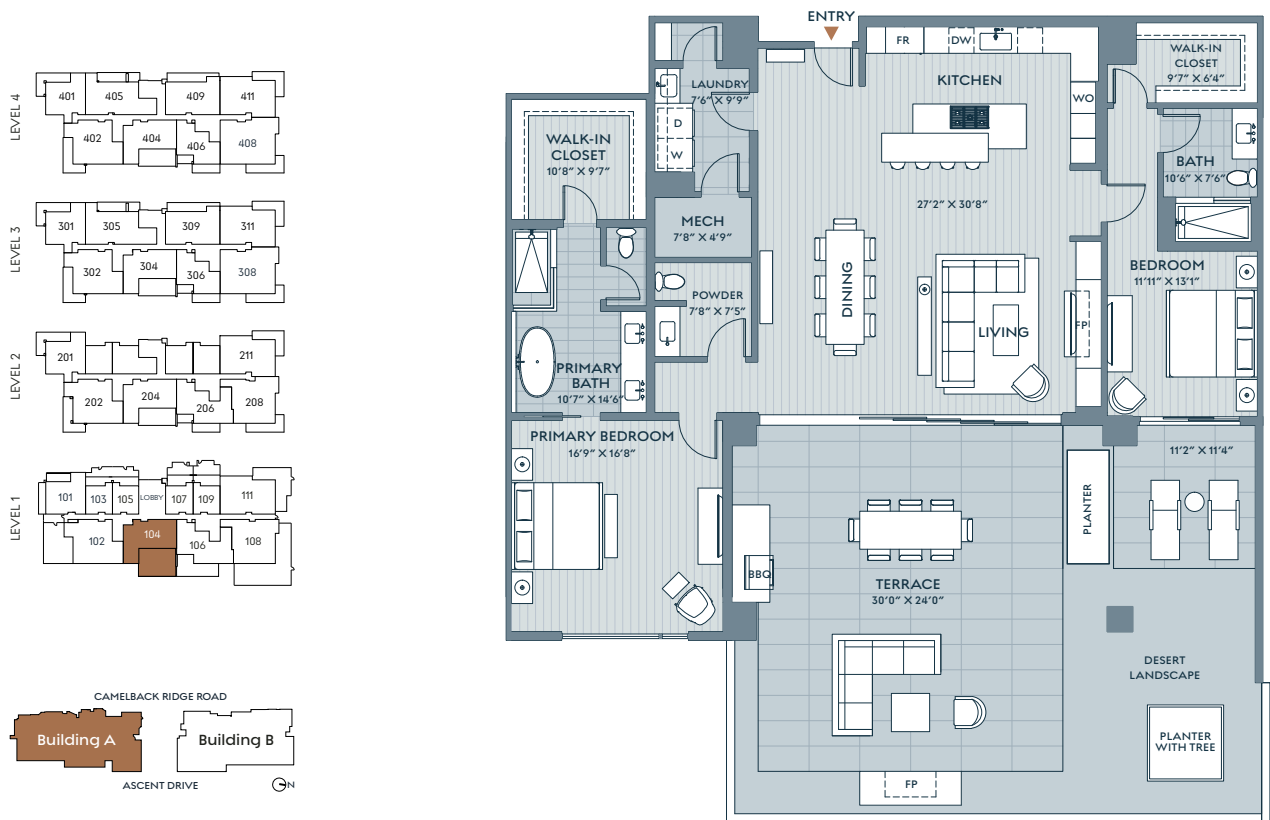 LEVEL 4
401
405
409
411
402
404
406
408
LEVEL 3
301
305
309
311
302
304
306
308
LEVEL 2
201
211
202
204
206
208
LEVEL 1
101
103
105
LOBBY
107
109
111
102
104
106
108
CAMELBACK RIDGE ROAD
Building A
Building B
ASCENT DRIVE
N
ENTRY
FR
DW
KITCHEN
WO
WALK-IN
CLOSET
9'7" X 6'4"
LAUNDRY
7'6" X 9'9"
D
W
WALK-IN
CLOSET
10'8" X 9'7"
BATH
10'6" X 7'6"
27'2" X 30'8"
MECH
7'8" X 4'9"
DINING
BEDROOM
11'11" X 13'1"
POWDER
7'8" X 7'5"
LIVING
FP
PRIMARY
BATH
10'7" X 14'6"
PRIMARY BEDROOM
16'9" X 16'8"
11'2" X 11'4"
PLANTER
BBQ
TERRACE
30'0" X 24'0"
DESERT
LANDSCAPE
PLANTER
WITH TREE
FP